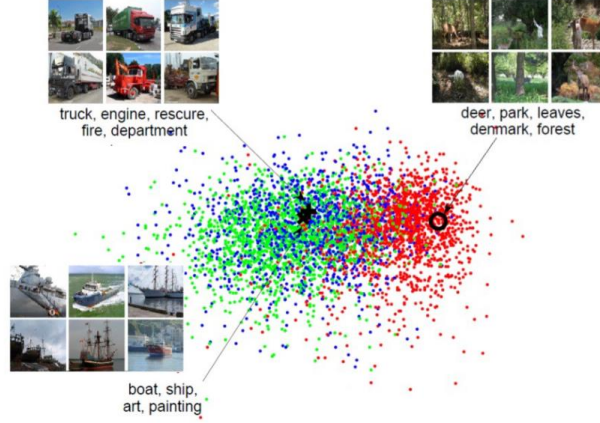 truck, engine, rescure,
fire, department
deer, park, leaves,
denmark, forest
boat, ship,
art, painting